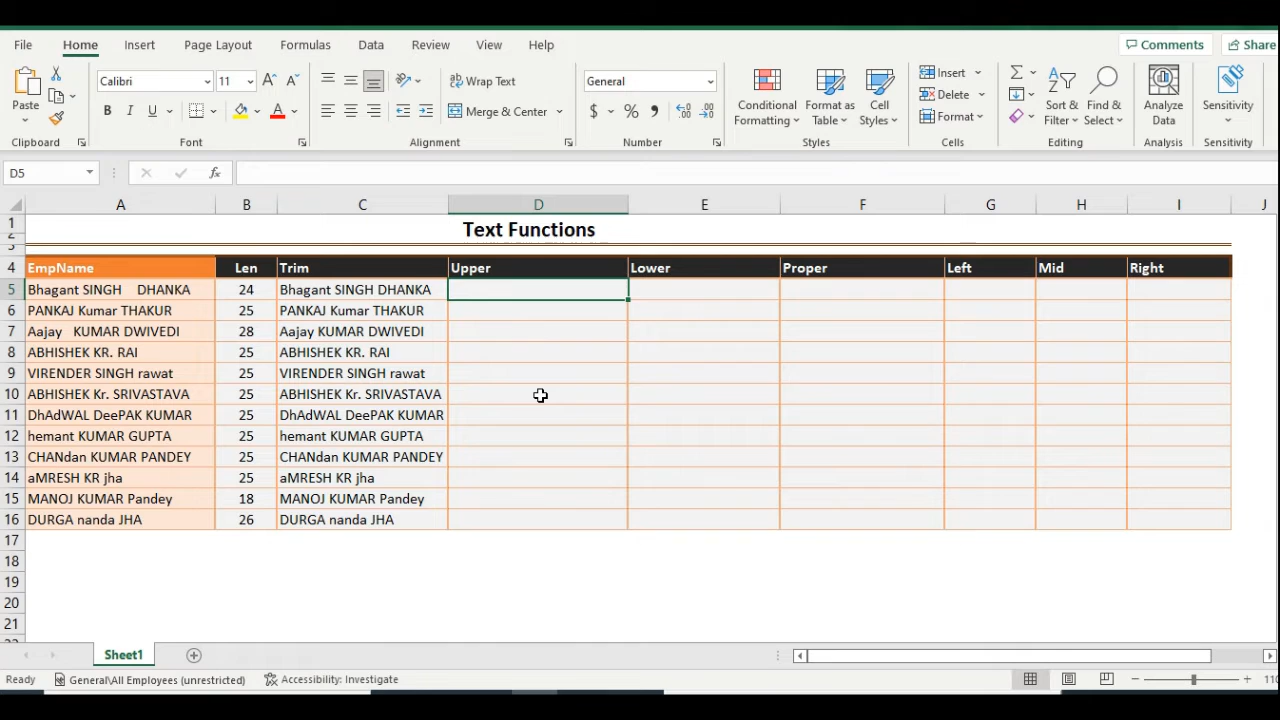 File Home Insert Page Layout Formulas Data Review View Help Comments Share
Paste Calibri 11 Wrap Text General Conditional Formatting Format as Table Cell Styles Insert Sort & Filter Find & Select Analyze Data Sensitivity
B I U Merge & Center $ % Delete
Format
Clipboard Font Alignment Number Styles Cells Editing Analysis Sensitivity
D5 fx
A B C D E F G H I J
1 Text Functions
2
3
4 EmpName Len Trim Upper Lower Proper Left Mid Right
5 Bhagant SINGH    DHANKA 24 Bhagant SINGH DHANKA
6 PANKAJ Kumar THAKUR 25 PANKAJ Kumar THAKUR
7 Aajay   KUMAR DWIVEDI 28 Aajay KUMAR DWIVEDI
8 ABHISHEK KR. RAI 25 ABHISHEK KR. RAI
9 VIRENDER SINGH rawat 25 VIRENDER SINGH rawat
10 ABHISHEK Kr. SRIVASTAVA 25 ABHISHEK Kr. SRIVASTAVA
11 DhAdWAL DeePAK KUMAR 25 DhAdWAL DeePAK KUMAR
12 hemant KUMAR GUPTA 25 hemant KUMAR GUPTA
13 CHANdan KUMAR PANDEY 25 CHANdan KUMAR PANDEY
14 aMRESH KR jha 25 aMRESH KR jha
15 MANOJ KUMAR Pandey 18 MANOJ KUMAR Pandey
16 DURGA nanda JHA 26 DURGA nanda JHA
17
18
19
20
21
Sheet1
Ready General\All Employees (unrestricted) Accessibility: Investigate